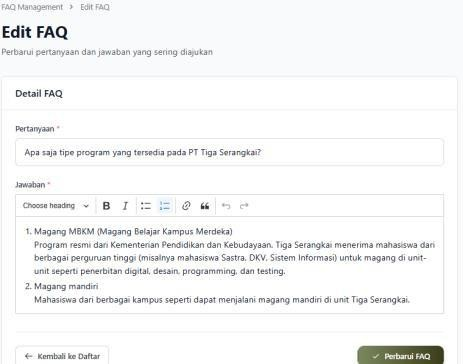 FAQ Management > Edit FAQ
Edit FAQ
Perbarui pertanyaan dan jawaban yang sering diajukan
Detail FAQ
Pertanyaan *
Apa saja tipe program yang tersedia pada PT Tiga Serangkai?
Jawaban *
Choose heading B I
1. Magang MBKM (Magang Belajar Kampus Merdeka)
Program resmi dari Kementerian Pendidikan dan Kebudayaan. Tiga Serangkai menerima mahasiswa dari
berbagai perguruan tinggi (misalnya mahasiswa Sastra, DKV, Sistem Informasi) untuk magang di unit-
unit seperti penerbitan digital, desain, programming, dan testing.
2. Magang mandiri
Mahasiswa dari berbagai kampus seperti dapat menjalani magang mandiri di unit Tiga Serangkai.
← Kembali ke Daftar
✓ Perbarui FAQ